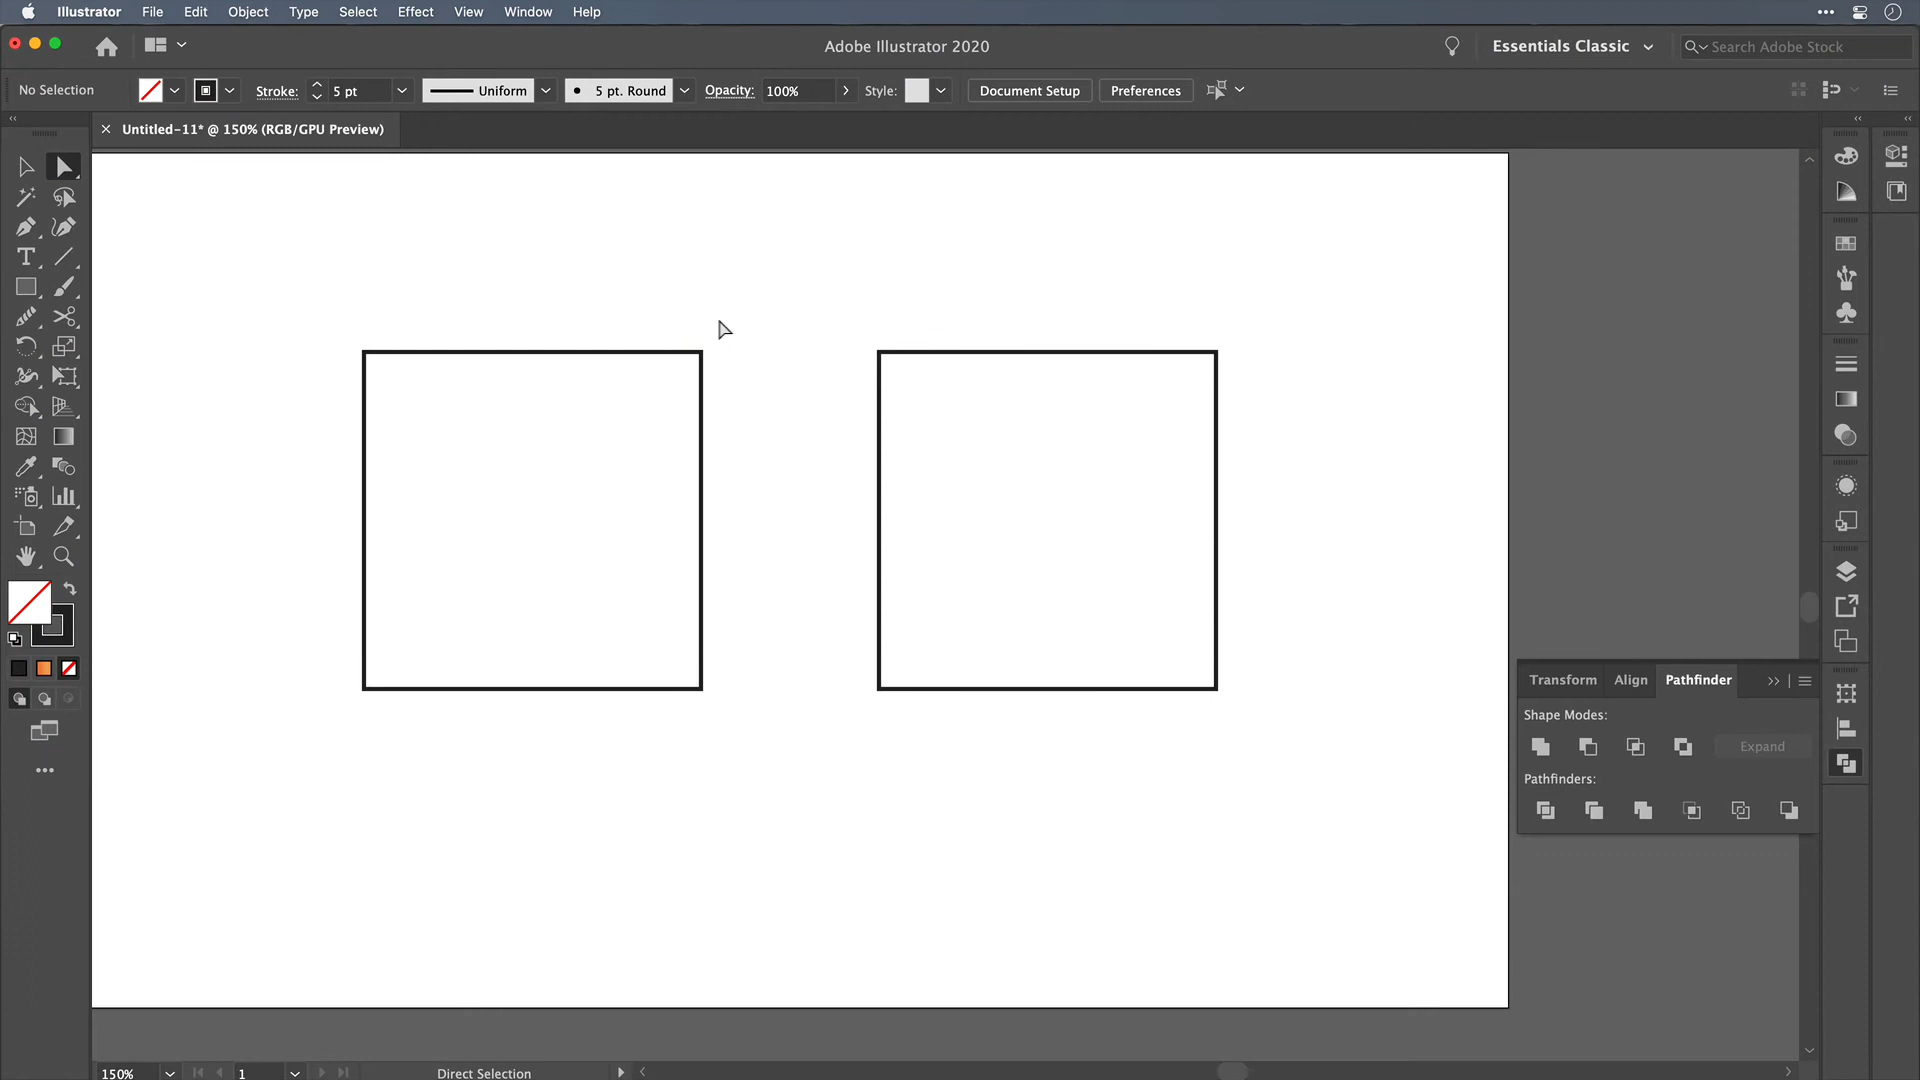 Illustrator File Edit Object Type Select Effect View Window Help
Adobe Illustrator 2020
Essentials Classic
Search Adobe Stock
No Selection
Stroke:
5 pt
Uniform
5 pt. Round
Opacity:
100%
Style:
Document Setup
Preferences
Untitled-11* @ 150% (RGB/GPU Preview)
Transform Align Pathfinder
Shape Modes:
Expand
Pathfinders:
150%
1
Direct Selection